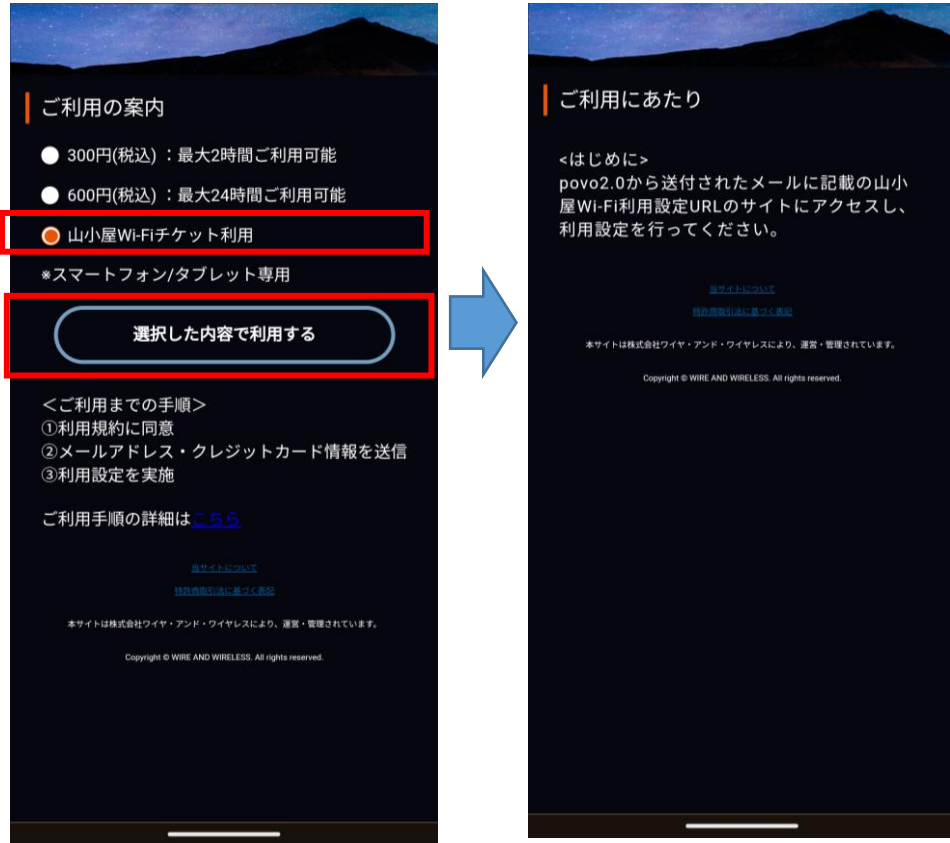 ご利用の案内
300円(税込) ：最大2時間ご利用可能
600円(税込) ：最大24時間ご利用可能
山小屋Wi-Fiチケット利用
※スマートフォン/タブレット専用
選択した内容で利用する
＜ご利用までの手順＞
①利用規約に同意
②メールアドレス・クレジットカード情報を送信
③利用設定を実施
ご利用手順の詳細はこちら
当サイトについて
特許商取引法に基づく表記
本サイトは株式会社ワイヤ・アンド・ワイヤレスにより、運営・管理されています。
Copyright © WIRE AND WIRELESS. All rights reserved.
ご利用にあたり
<はじめに>
povo2.0から送付されたメールに記載の山小
屋Wi-Fi利用設定URLのサイトにアクセスし、
利用設定を行ってください。
当サイトについて
特許商取引法に基づく表記
本サイトは株式会社ワイヤ・アンド・ワイヤレスにより、運営・管理されています。
Copyright © WIRE AND WIRELESS. All rights reserved.